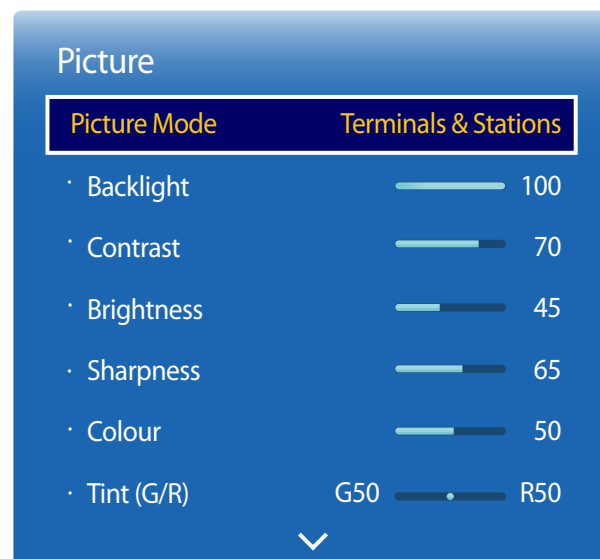 Picture
Picture Mode Terminals & Stations
· Backlight 100
· Contrast 70
· Brightness 45
· Sharpness 65
· Colour 50
· Tint (G/R) G50 R50